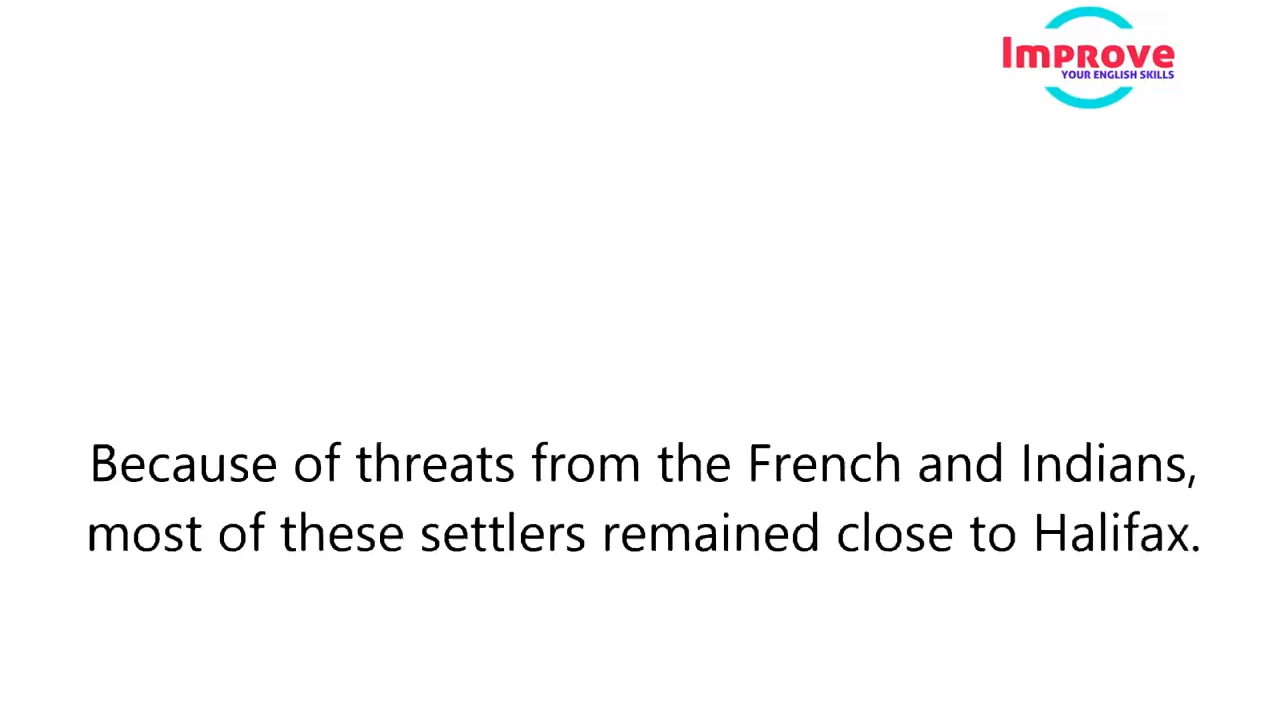 Improve
YOUR ENGLISH SKILLS
Because of threats from the French and Indians,
most of these settlers remained close to Halifax.